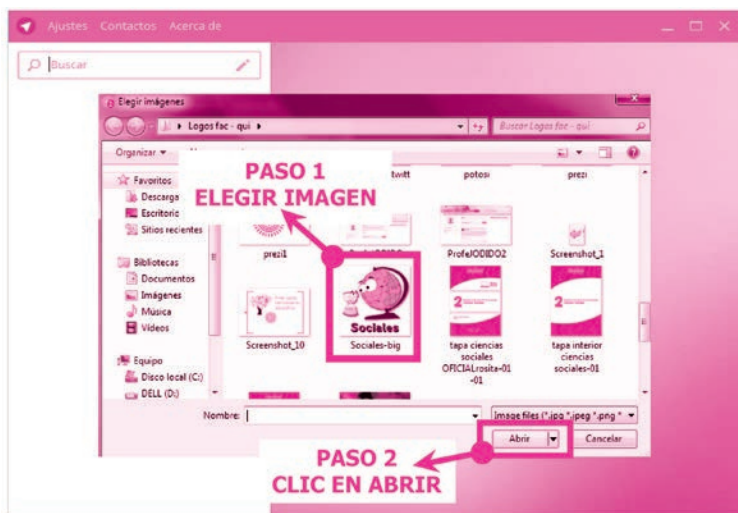 Ajustes Contactos Acerca de
Buscar
Elegir imágenes
Logos fac - qui
Buscar Logos fac - qui
Organizar
PASO 1
ELEGIR IMAGEN
twitt
potosi
prezi
Favoritos
Descarga
Escritorio
Sitios recientes
Bibliotecas
Documentos
Imágenes
Música
Vídeos
Equipo
Disco local (C:)
DELL (D:)
prezi1
ProfeJODIDO2
Screenshot_1
Screenshot_10
Sociales
Sociales-big
2
tapa ciencias
sociales
OFICIALrosita-01
-01
2
tapa interior
ciencias
sociales-01
Nombre:
Image files (*.jpg *.jpeg *.png *
Abrir
Cancelar
PASO 2
CLIC EN ABRIR